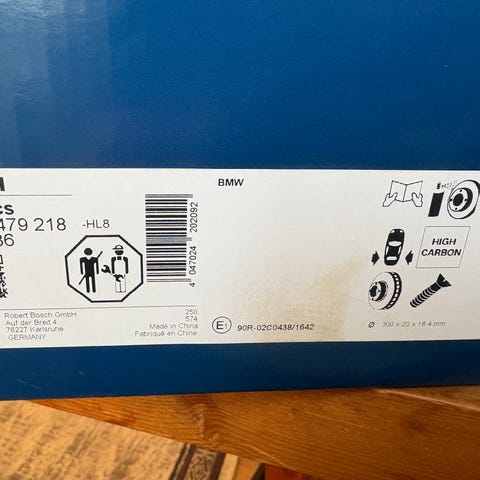 H
cs
479 218
-HL8
36
4 047024 202092
BMW
HIGH
CARBON
Robert Bosch GmbH
Auf der Breit 4
76227 Karlsruhe
GERMANY
250
574
Made in China
Fabriqué en Chine
E1
90R-02C0438/1642
Ø 300 x 20 x 18.4 mm